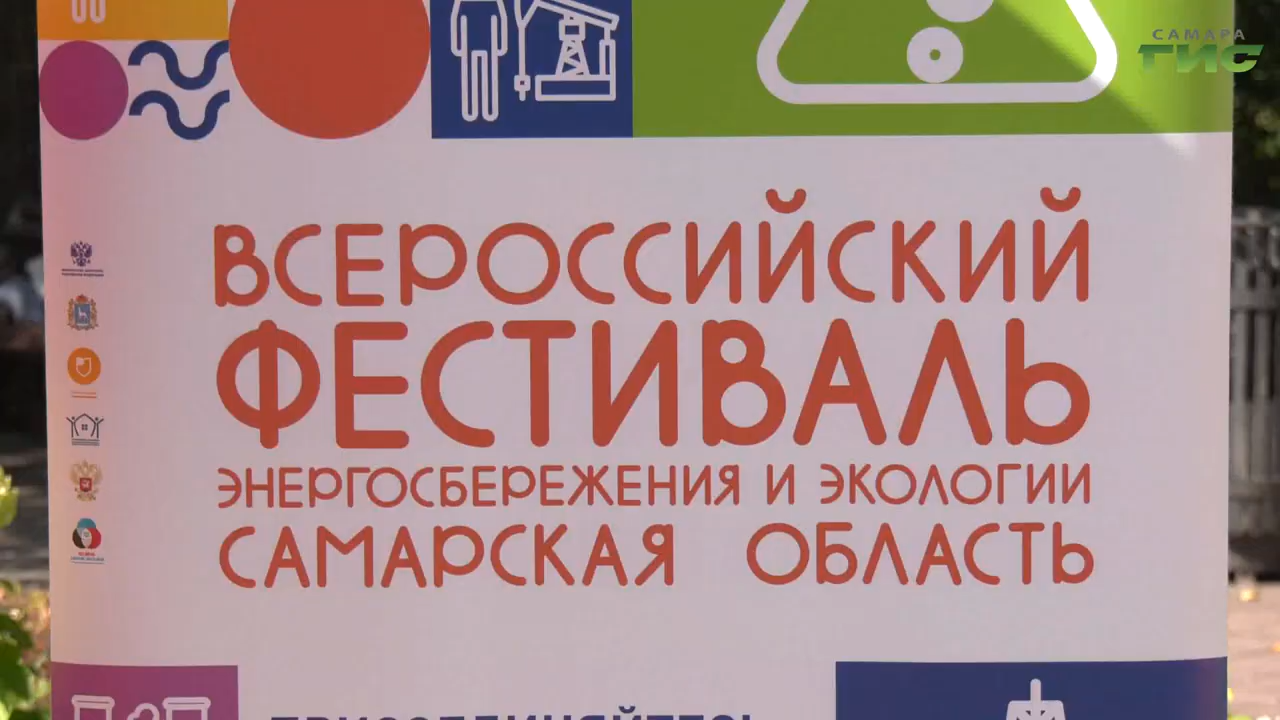 САМАРА
ГИС
ВСЕРОССИЙСКИЙ
ФЕСТИВАЛЬ
ЭНЕРГОСБЕРЕЖЕНИЯ И ЭКОЛОГИИ
САМАРСКАЯ ОБЛАСТЬ